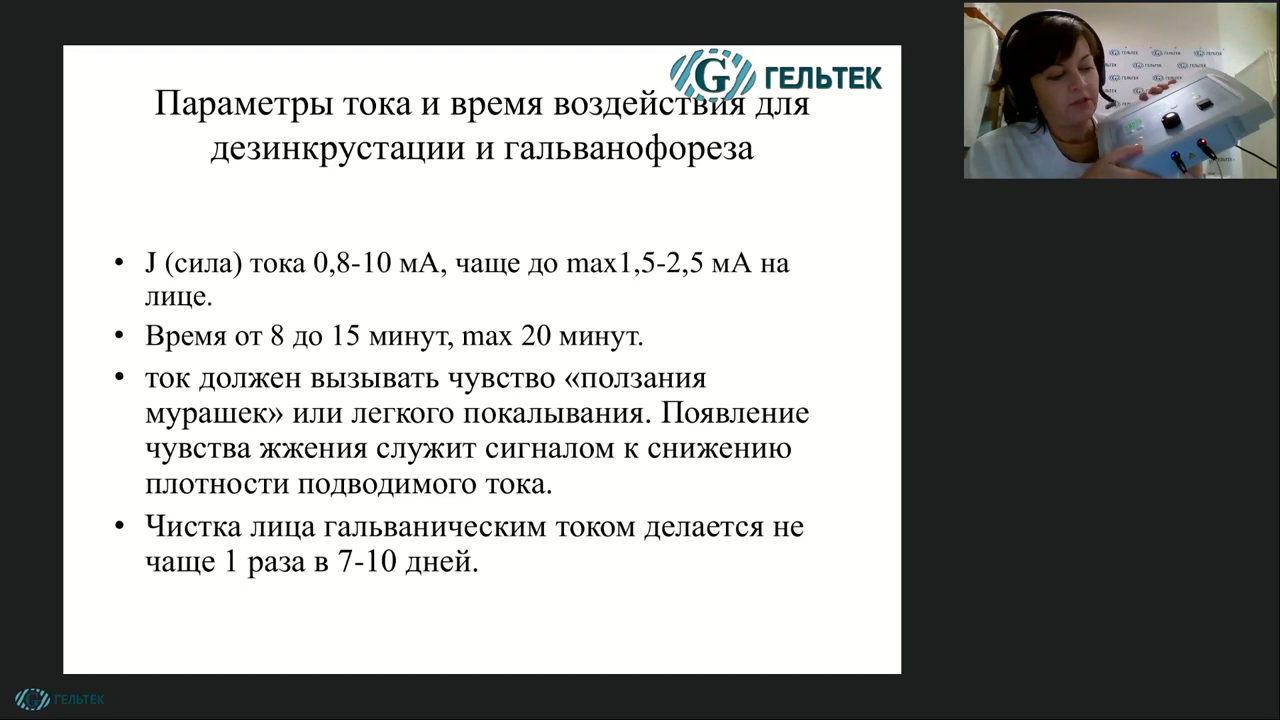 ГЕЛЬТЕК
Параметры тока и время воздействия для
дезинкрустации и гальванофореза
• J (сила) тока 0,8-10 мА, чаще до max1,5-2,5 мА на
лице.
• Время от 8 до 15 минут, max 20 минут.
• ток должен вызывать чувство «ползания
мурашек» или легкого покалывания. Появление
чувства жжения служит сигналом к снижению
плотности подводимого тока.
• Чистка лица гальваническим током делается не
чаще 1 раза в 7-10 дней.
ГЕЛЬТЕК